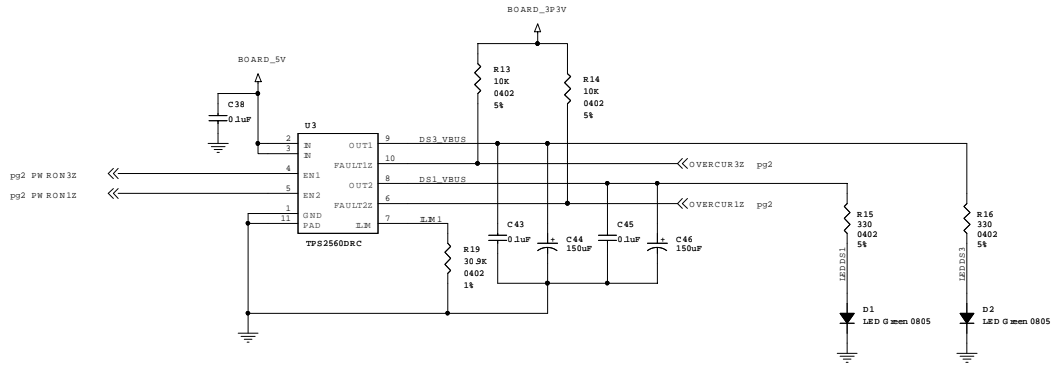 BOARD_3P3V
BOARD_5V
R13
10K
0402
5%
R14
10K
0402
5%
C38
0.1uF
U3
2 IN OUT1 9 DS3_VBUS
3 IN
FAULT1Z 10 OVERCUR3Z pg2
pg2 PWRON3Z 4 EN1
OUT2 8 DS1_VBUS
pg2 PWRON1Z 5 EN2
FAULT2Z 6 OVERCUR1Z pg2
1 GND
11 PAD ILIM 7 ILIM1
TPS2560DRC
R19
30.9K
0402
1%
C43
0.1uF
C44
150uF
C45
0.1uF
C46
150uF
+
+
R15
330
0402
5%
R16
330
0402
5%
LEDDS1
LEDDS3
D1
LED Green 0805
D2
LED Green 0805